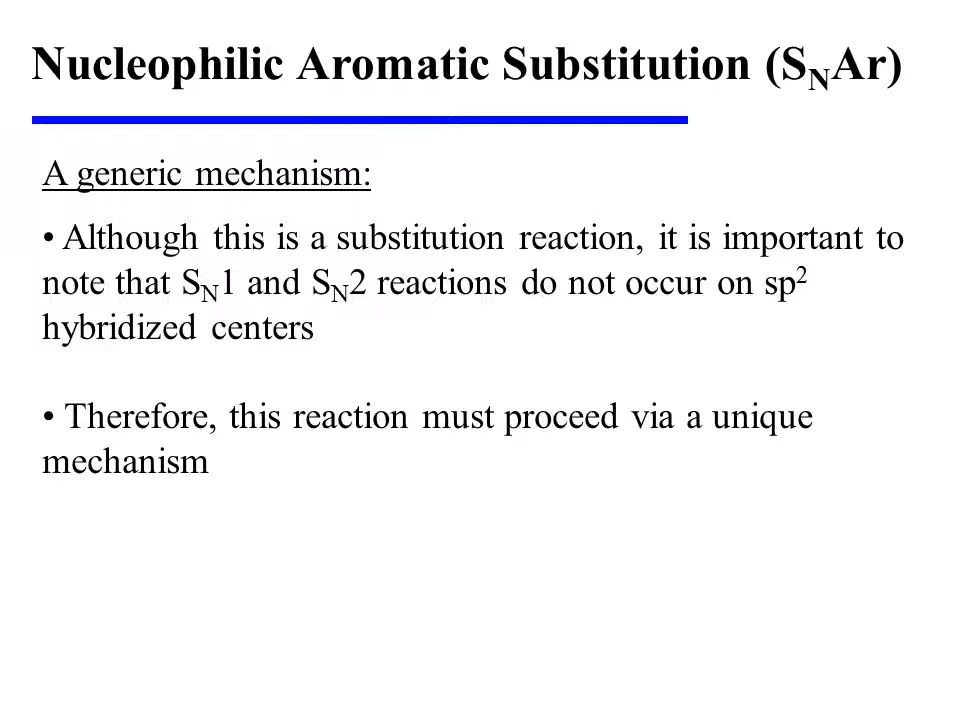 Nucleophilic Aromatic Substitution (SNAr)
A generic mechanism:
• Although this is a substitution reaction, it is important to
note that SN1 and SN2 reactions do not occur on sp²
hybridized centers
• Therefore, this reaction must proceed via a unique
mechanism